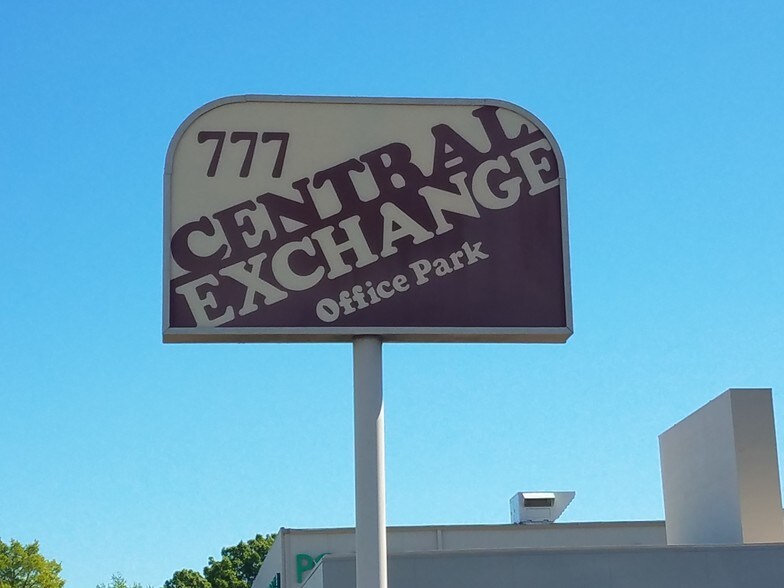 777
CENTRAL
EXCHANGE
Office Park